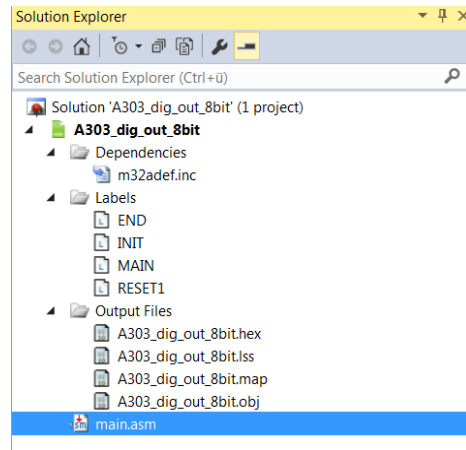 Solution Explorer
Search Solution Explorer (Ctrl+ü)
Solution 'A303_dig_out_8bit' (1 project)
A303_dig_out_8bit
Dependencies
m32adef.inc
Labels
END
INIT
MAIN
RESET1
Output Files
A303_dig_out_8bit.hex
A303_dig_out_8bit.lss
A303_dig_out_8bit.map
A303_dig_out_8bit.obj
main.asm